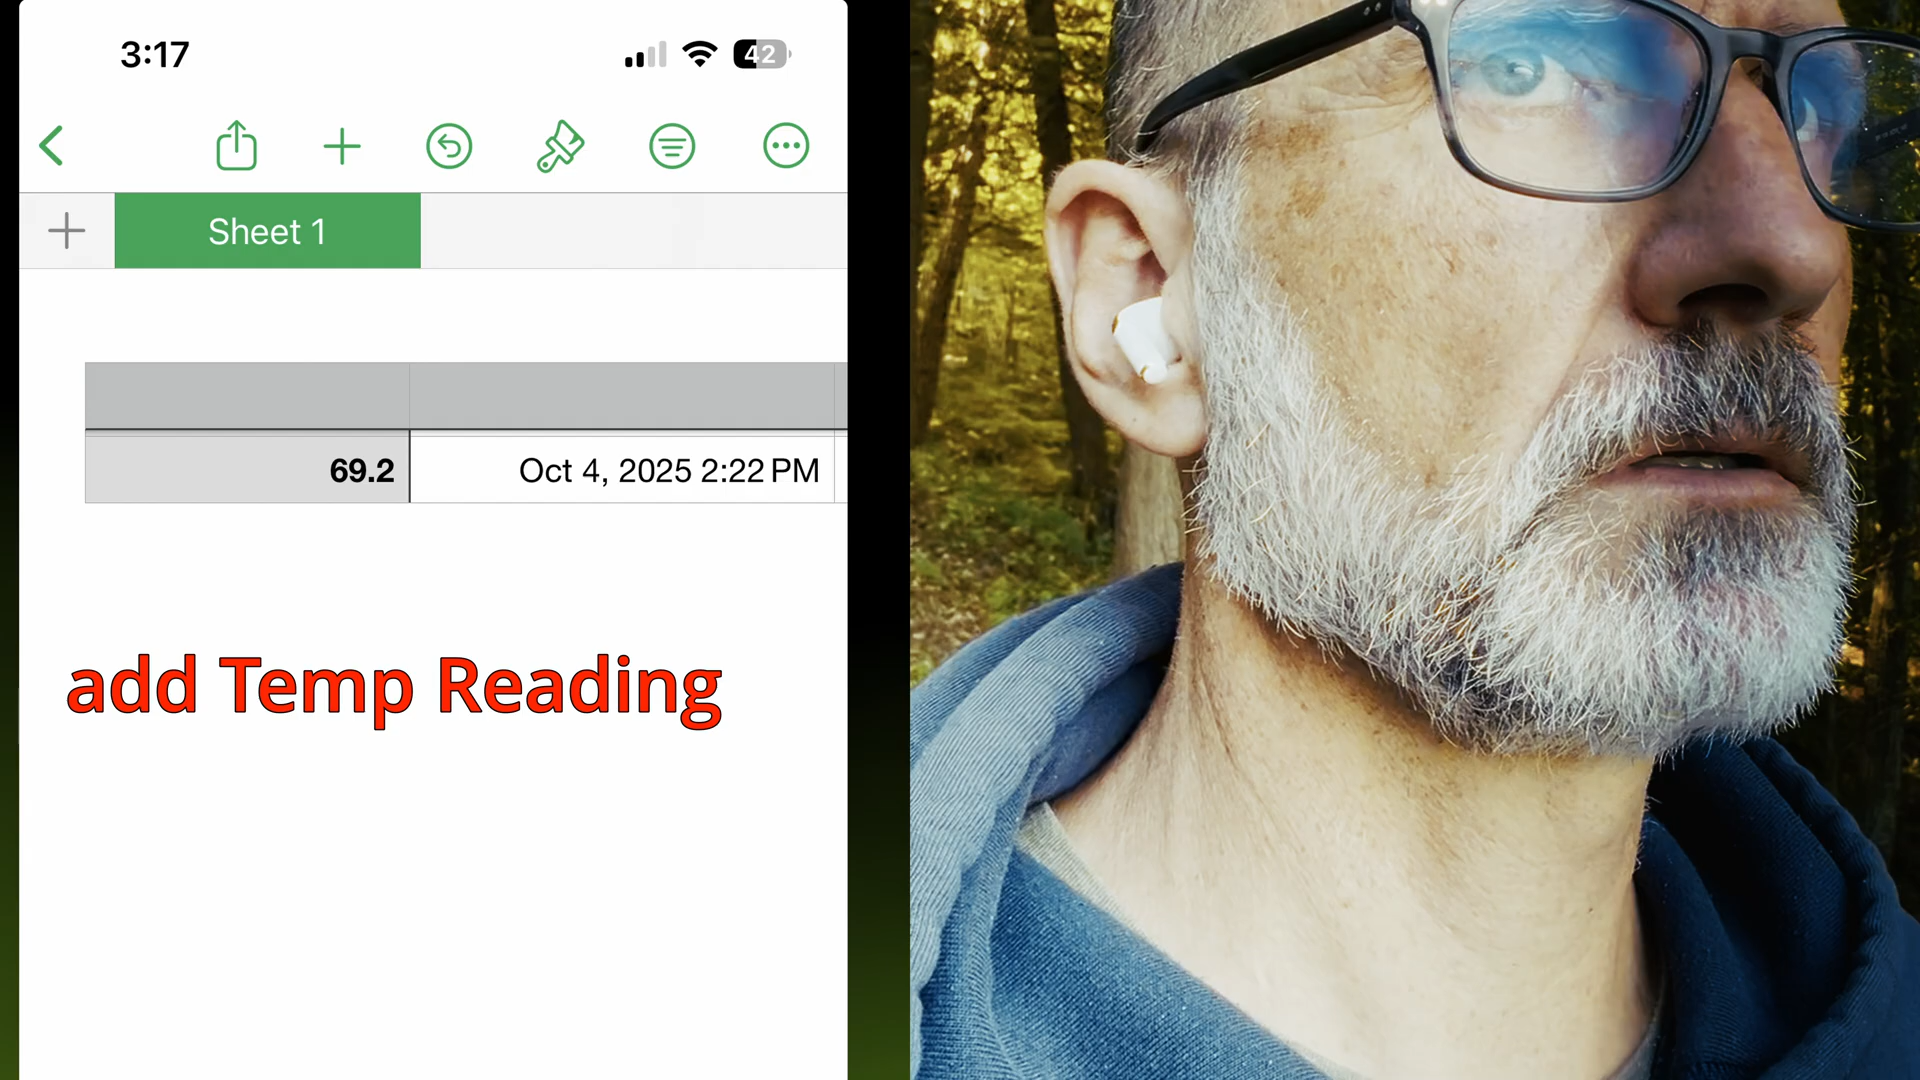 3:17
42
Sheet 1
69.2
Oct 4, 2025 2:22 PM
add Temp Reading